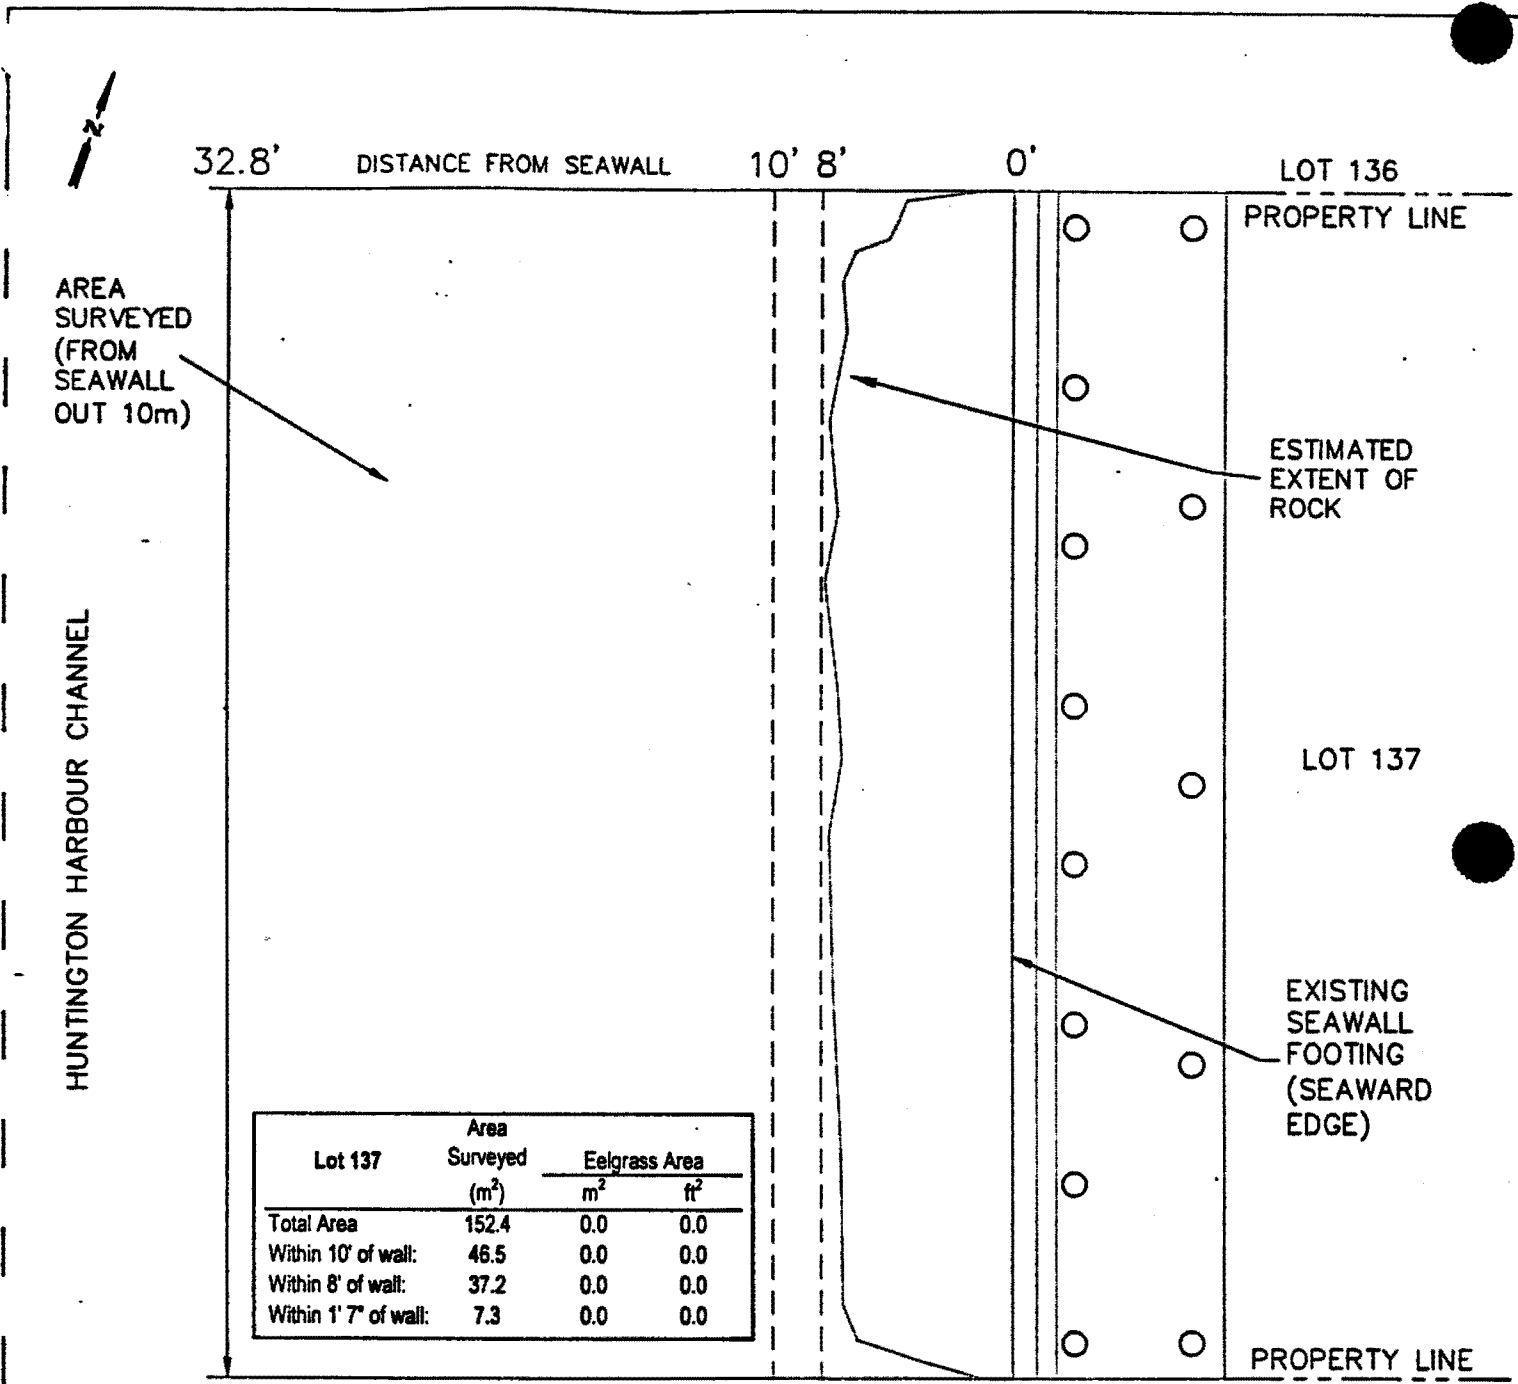 N
32.8' DISTANCE FROM SEAWALL 10' 8' 0'
LOT 136
PROPERTY LINE
AREA
SURVEYED
(FROM
SEAWALL
OUT 10m)
ESTIMATED
EXTENT OF
ROCK
HUNTINGTON HARBOUR CHANNEL
LOT 137
EXISTING
SEAWALL
FOOTING
(SEAWARD
EDGE)
Area
Lot 137 Surveyed Eelgrass Area
(m²) m² ft²
Total Area 152.4 0.0 0.0
Within 10' of wall: 46.5 0.0 0.0
Within 8' of wall: 37.2 0.0 0.0
Within 1' 7" of wall: 7.3 0.0 0.0
PROPERTY LINE